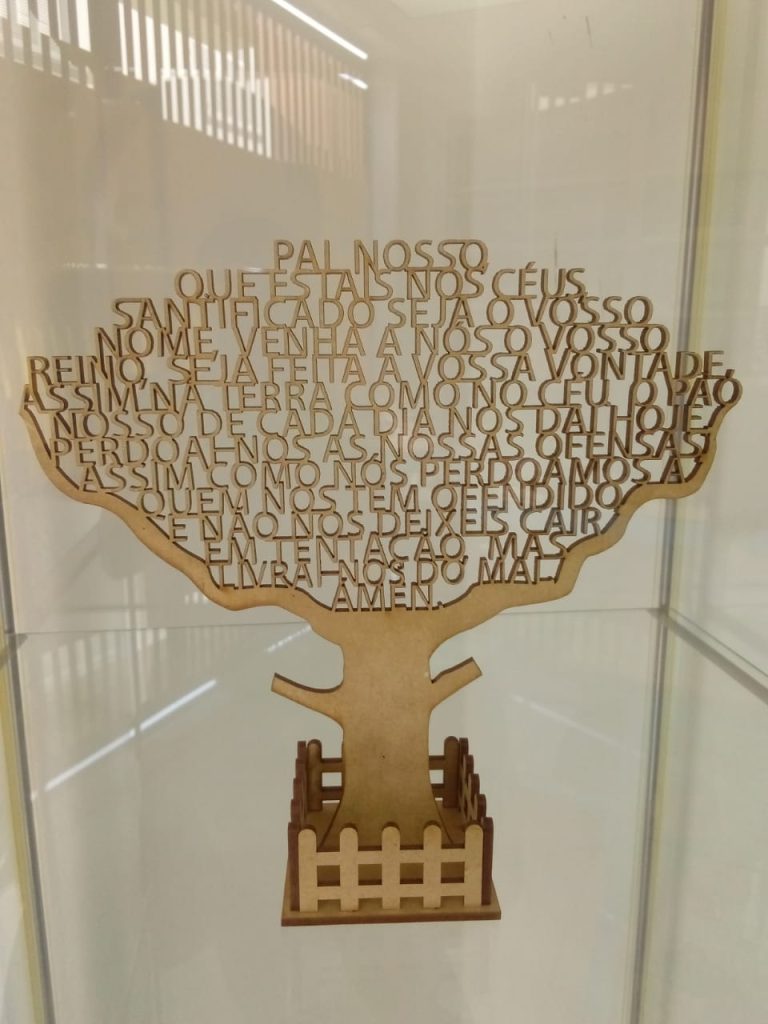 PAI NOSSO
QUE ESTAIS NOS CÉUS,
SANTIFICADO SEJA O VOSSO
NOME, VENHA A NÓS O VOSSO
REINO, SEJA FEITA A VOSSA VONTADE,
ASSIM NA TERRA COMO NO CÉU, O PÃO
NOSSO DE CADA DIA NOS DAI HOJE,
PERDOAI-NOS AS NOSSAS OFENSAS,
ASSIM COMO NÓS PERDOAMOS A
QUEM NOS TEM OFENDIDO
E NÃO NOS DEIXEIS CAIR
EM TENTAÇÃO, MAS
LIVRAI-NOS DO MAL,
AMÉN.